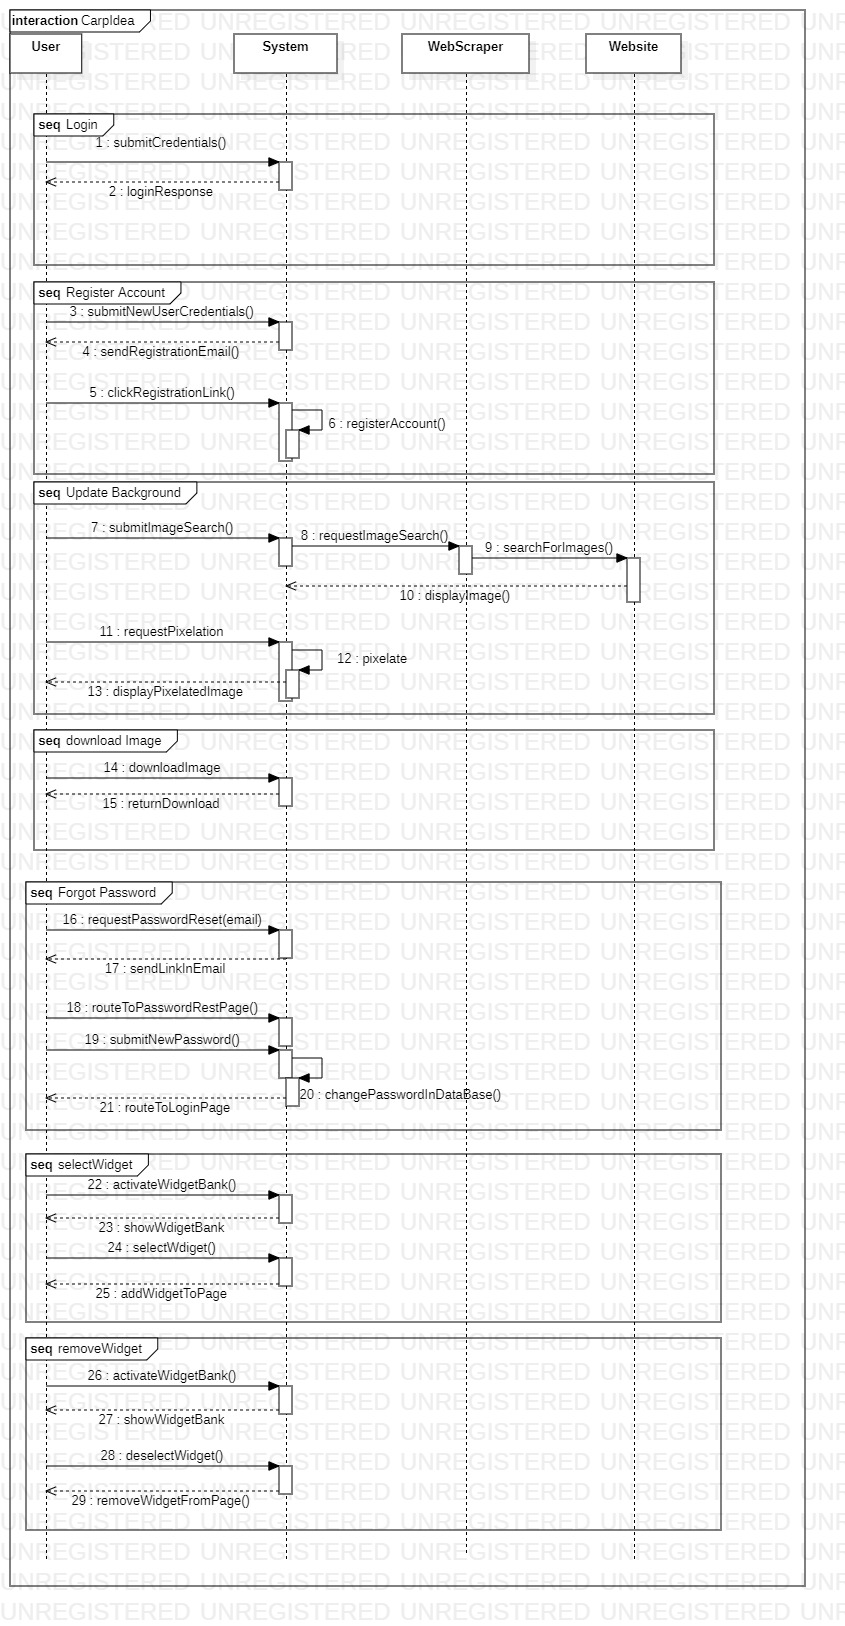 interaction CarpIdea
User
System
WebScraper
Website
seq Login
1 : submitCredentials()
2 : loginResponse
seq Register Account
3 : submitNewUserCredentials()
4 : sendRegistrationEmail()
5 : clickRegistrationLink()
6 : registerAccount()
seq Update Background
7 : submitImageSearch()
8 : requestImageSearch()
9 : searchForImages()
10 : displayImage()
11 : requestPixelation
12 : pixelate
13 : displayPixelatedImage
seq download Image
14 : downloadImage
15 : returnDownload
seq Forgot Password
16 : requestPasswordReset(email)
17 : sendLinkInEmail
18 : routeToPasswordRestPage()
19 : submitNewPassword()
20 : changePasswordInDataBase()
21 : routeToLoginPage
seq selectWidget
22 : activateWidgetBank()
23 : showWdigetBank
24 : selectWdiget()
25 : addWidgetToPage
seq removeWidget
26 : activateWidgetBank()
27 : showWidgetBank
28 : deselectWidget()
29 : removeWidgetFromPage()
UNREGISTERED